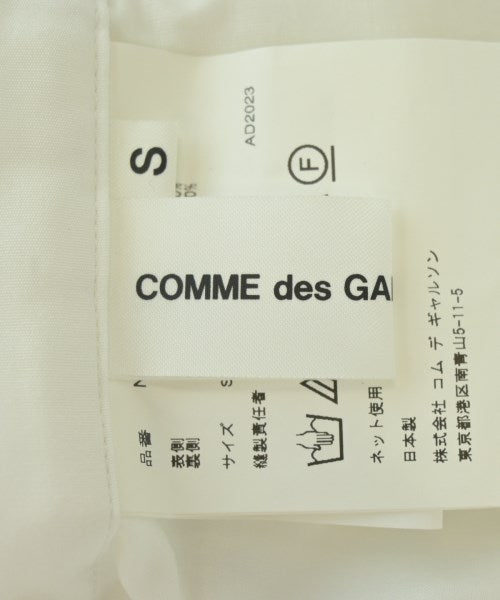 COMME des GA
S
AD2023
F
品番
表側
裏側
サイズ
縫製責任者
ネット使用
日本製
株式会社 コム デ ギャルソン
東京都港区南青山5-11-5